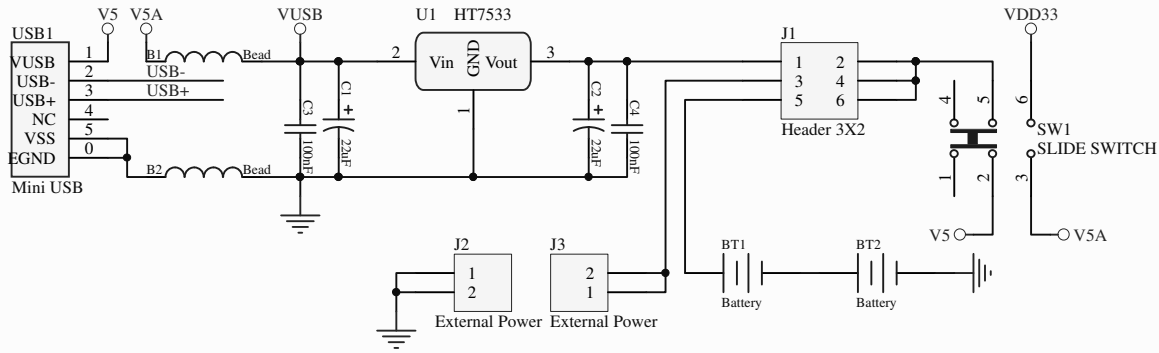 V5 V5A VUSB U1 HT7533 VDD33
USB1 J1
VUSB 1 B1 Bead 2 Vin GND Vout 3 1 2
USB- 2 USB- 3 4
USB+ 3 USB+ 5 6
NC 4 C3 C1 + 1 C2 + C4 4 5 6
VSS 5 100nF 22uF 22uF 100nF Header 3X2 SW1
EGND 0 SLIDE SWITCH
B2 Bead 1 2 3
Mini USB
V5 V5A
J2 J3 BT1 BT2
1 2
2 1
External Power External Power Battery Battery